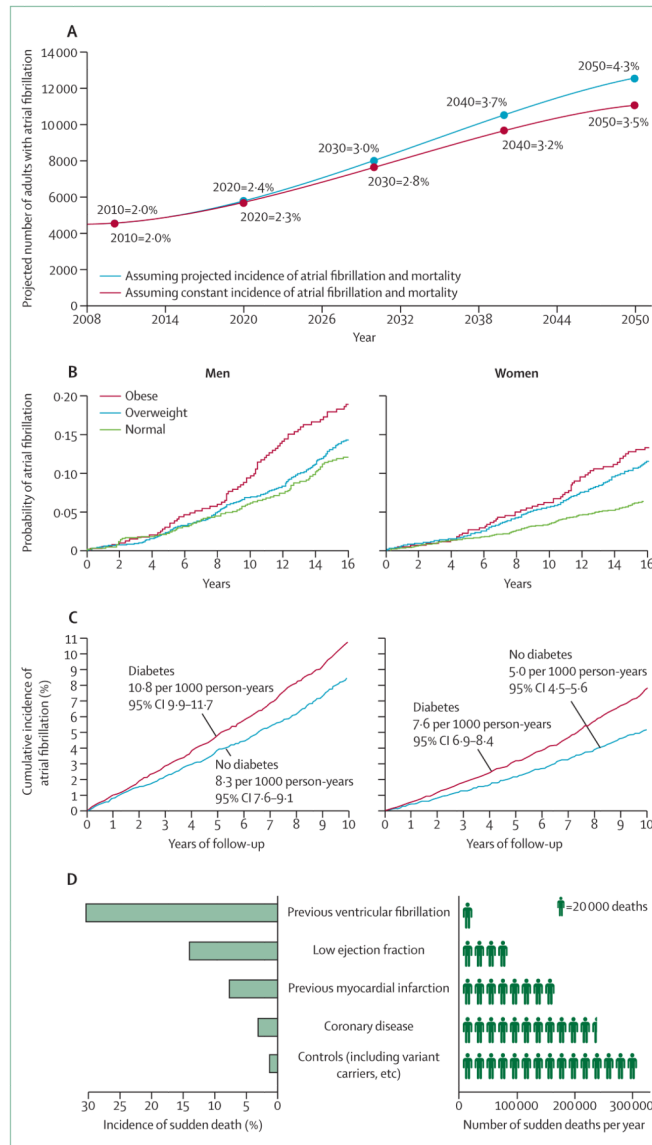 A
Projected number of adults with atrial fibrillation
14 000
12 000
10 000
8000
6000
4000
2000
0
2010=2·0%
2010=2·0%
2020=2·4%
2020=2·3%
2030=3·0%
2030=2·8%
2040=3·7%
2040=3·2%
2050=4·3%
2050=3·5%
Assuming projected incidence of atrial fibrillation and mortality
Assuming constant incidence of atrial fibrillation and mortality
2008 2014 2020 2026 2032 2038 2044 2050
Year
B
Men
Probability of atrial fibrillation
0·20
0·15
0·10
0·05
0
Obese
Overweight
Normal
0 2 4 6 8 10 12 14 16
Years
Women
0 2 4 6 8 10 12 14 16
Years
C
Cumulative incidence of
atrial fibrillation (%)
11
10
9
8
7
6
5
4
3
2
1
0
Diabetes
10·8 per 1000 person-years
95% CI 9·9–11·7
No diabetes
8·3 per 1000 person-years
95% CI 7·6–9·1
0 1 2 3 4 5 6 7 8 9 10
Years of follow-up
No diabetes
5·0 per 1000 person-years
95% CI 4·5–5·6
Diabetes
7·6 per 1000 person-years
95% CI 6·9–8·4
0 1 2 3 4 5 6 7 8 9 10
Years of follow-up
D
=20 000 deaths
Previous ventricular fibrillation
Low ejection fraction
Previous myocardial infarction
Coronary disease
Controls (including variant
carriers, etc)
30 25 20 15 10 5 0
Incidence of sudden death (%)
0 100 000 200 000 300 000
Number of sudden deaths per year